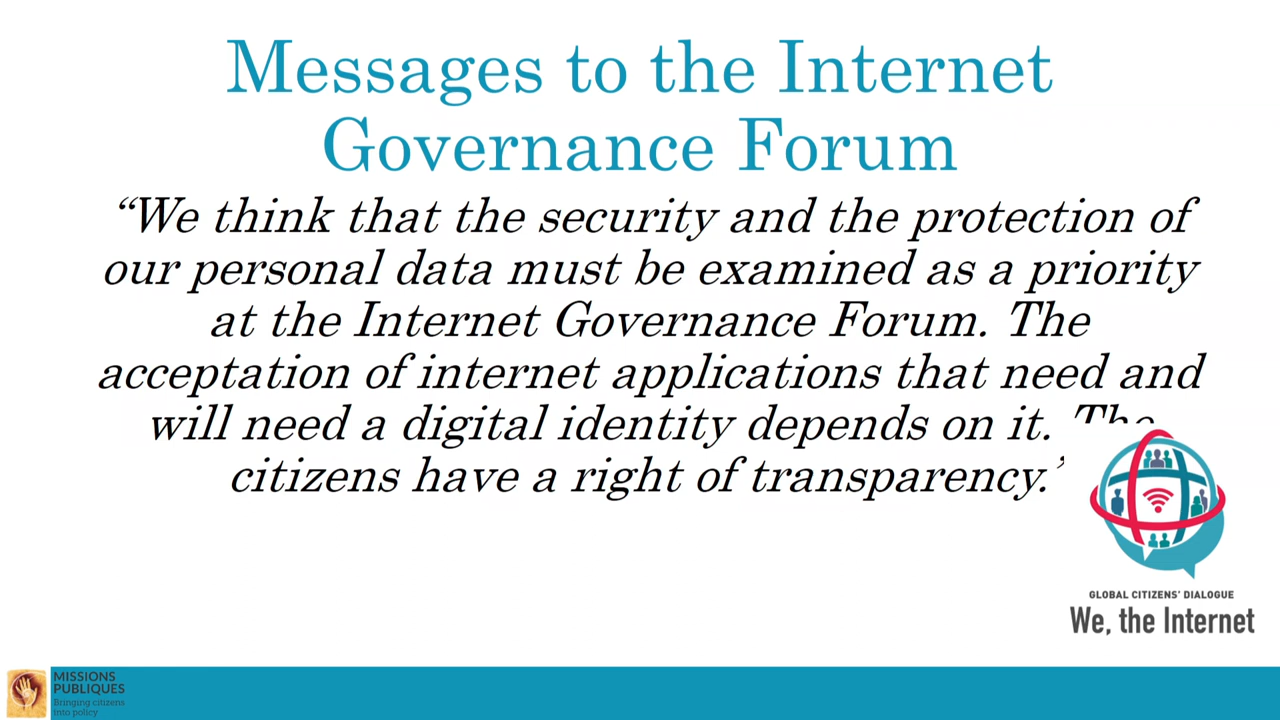 Messages to the Internet
Governance Forum
“We think that the security and the protection of
our personal data must be examined as a priority
at the Internet Governance Forum. The
acceptation of internet applications that need and
will need a digital identity depends on it. The
citizens have a right of transparency.’
GLOBAL CITIZENS’ DIALOGUE
We, the Internet
MISSIONS
PUBLIQUES
Bringing citizens
into policy